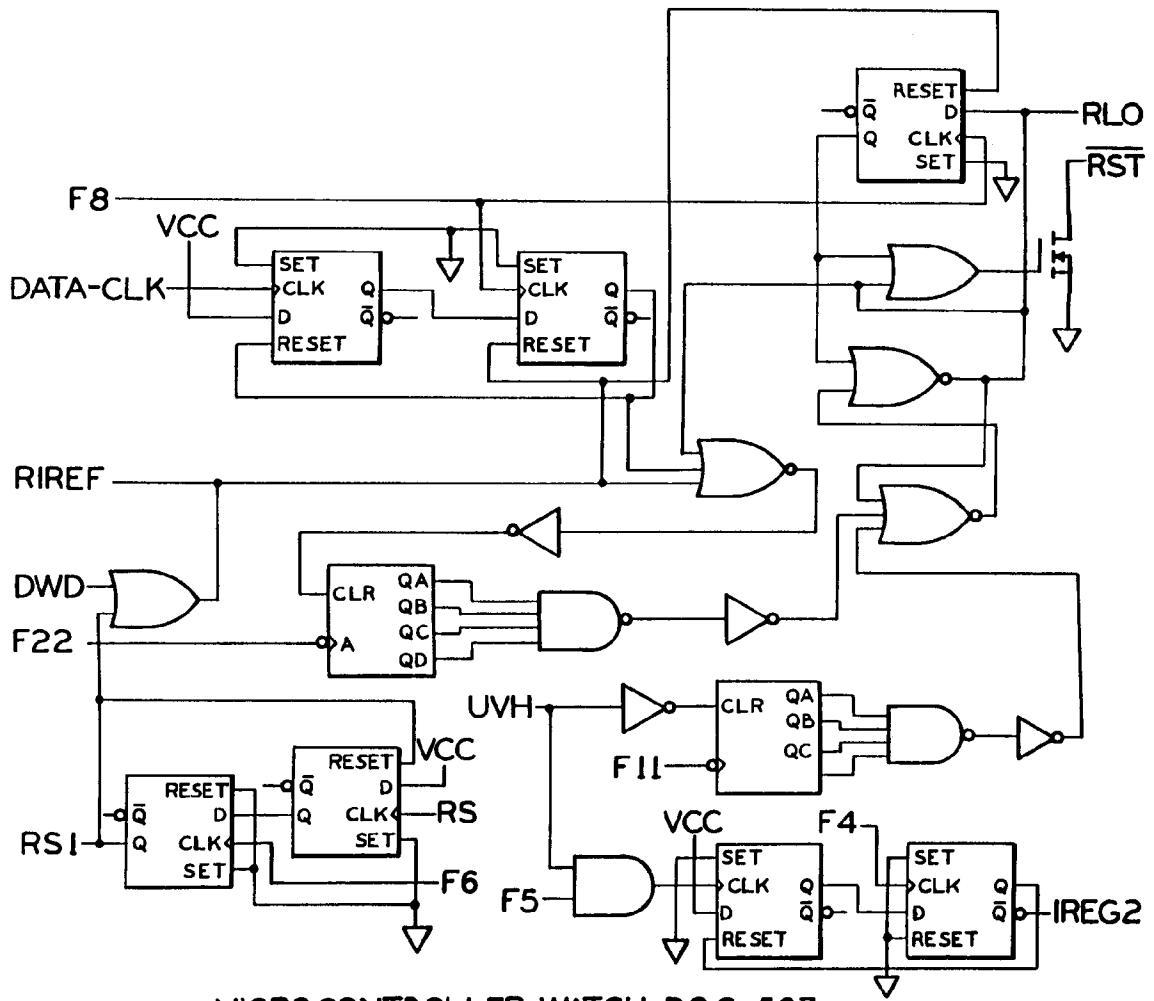 RESET
Q̅
D
RLO
Q
CLK
SET
R̅S̅T̅
F8
VCC
DATA-CLK
SET
CLK
Q
D
Q̅
RESET
SET
CLK
Q
D
Q̅
RESET
RIREF
DWD
F22
CLR
A
QA
QB
QC
QD
UVH
F11
CLR
QA
QB
QC
RS1
RESET
Q̅
D
Q
CLK
SET
RESET
VCC
Q̅
D
Q
CLK
RS
SET
F6
VCC
F4
F5
SET
CLK
Q
D
Q̅
RESET
SET
CLK
Q
D
Q̅
IREG2
RESET